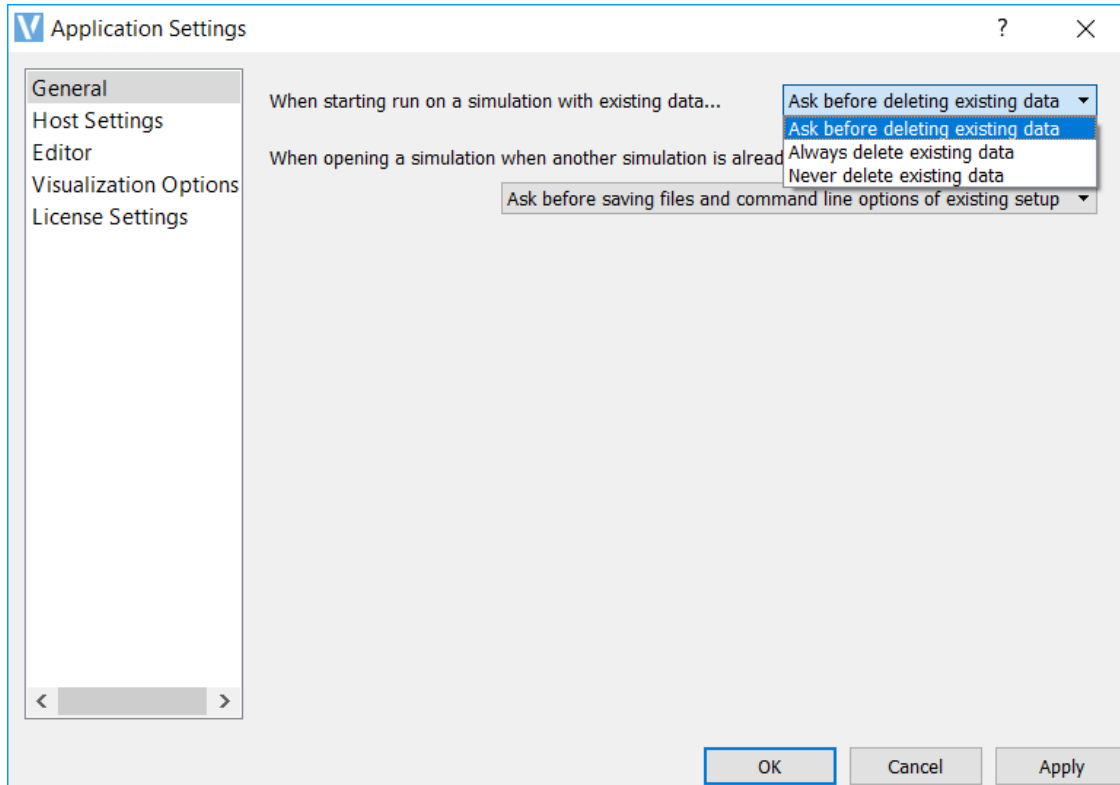 Application Settings
?
General
Host Settings
Editor
Visualization Options
License Settings
When starting run on a simulation with existing data...
Ask before deleting existing data
Ask before deleting existing data
Always delete existing data
Never delete existing data
When opening a simulation when another simulation is
Ask before saving files and command line options of existing setup
OK
Cancel
Apply